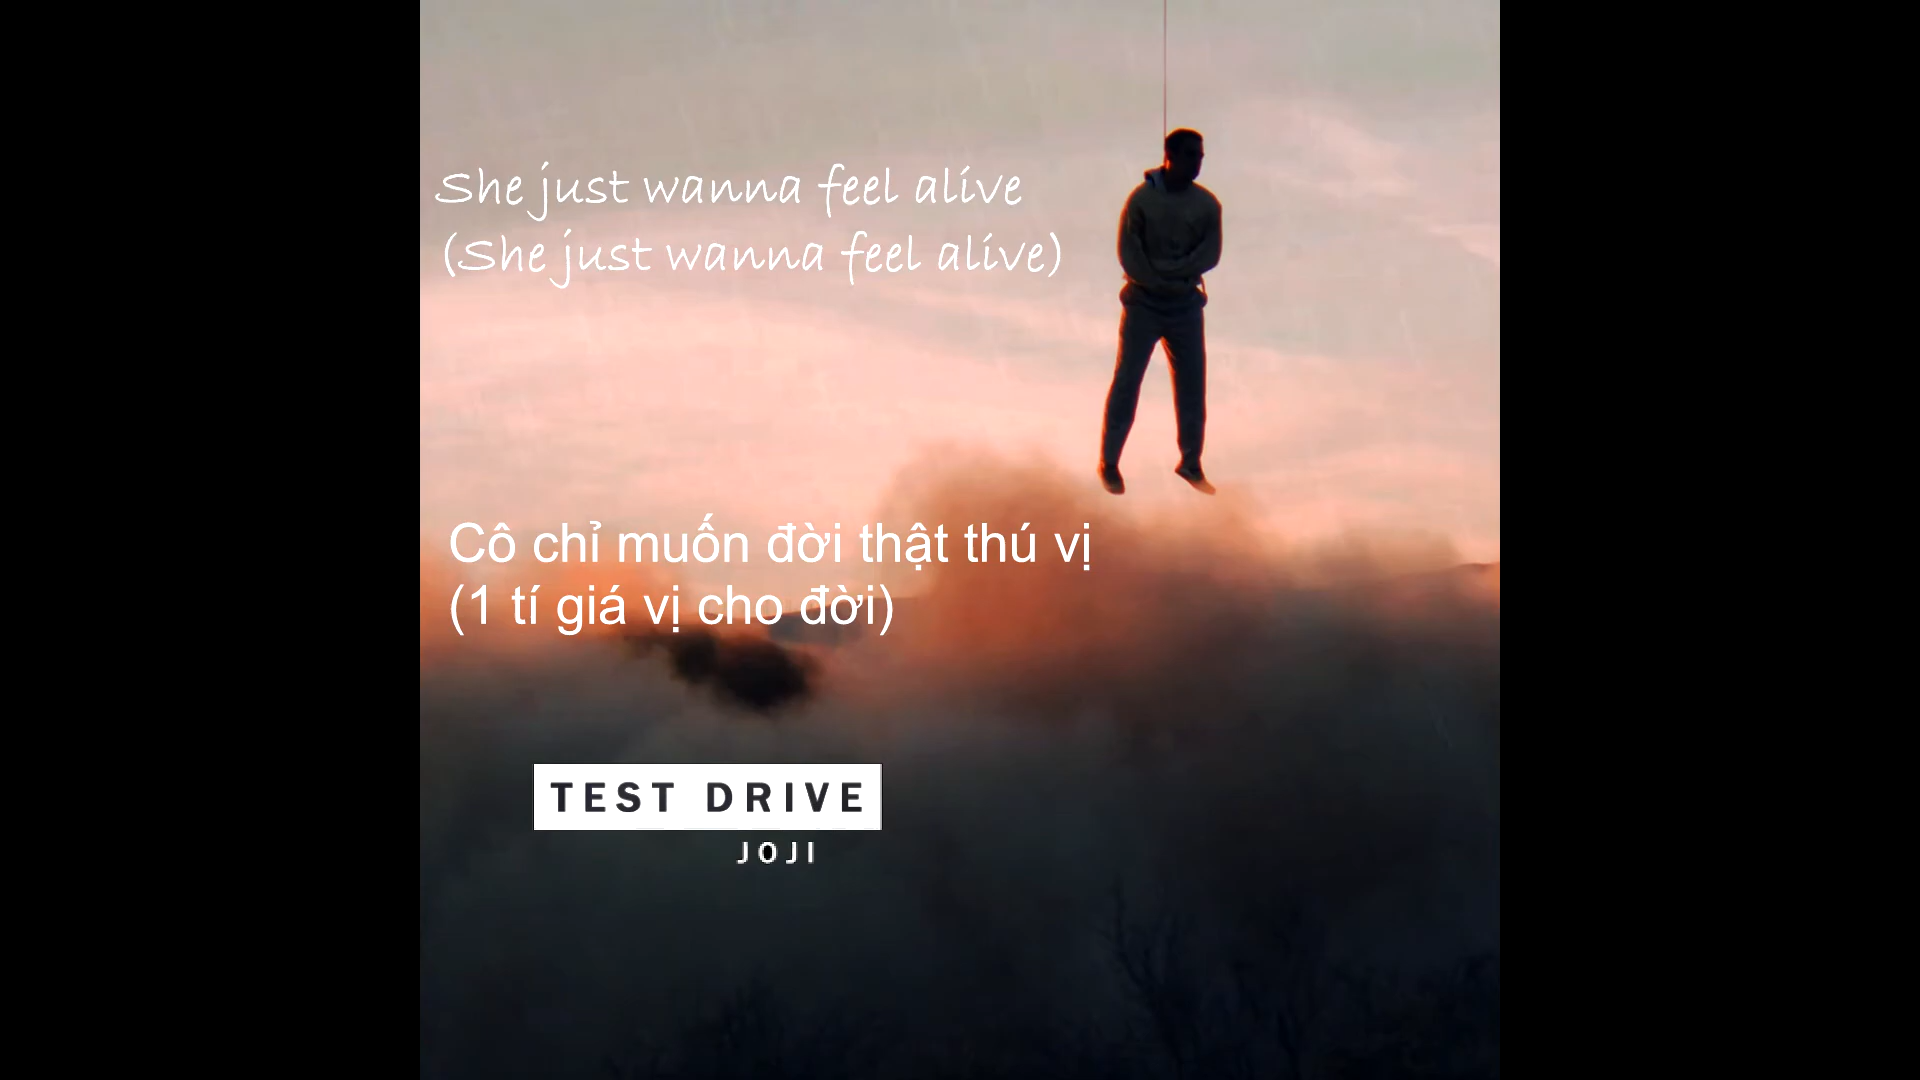 She just wanna feel alive
(She just wanna feel alive)
Cô chỉ muốn đời thật thú vị
(1 tí giá vị cho đời)
TEST DRIVE
JOJI